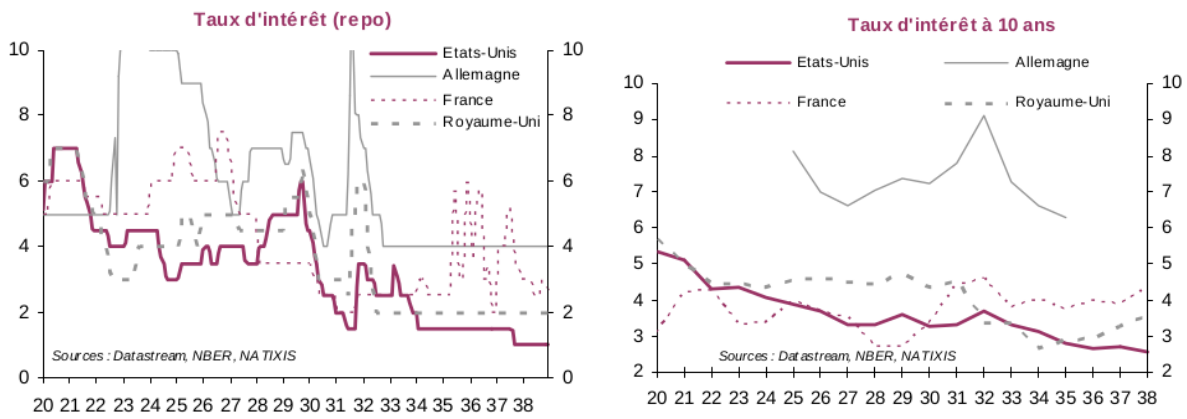 Taux d'intérêt (repo)
10
8
6
4
2
0
10
8
6
4
2
0
Etats-Unis
Allemagne
France
Royaume-Uni
Sources : Datastream, NBER, NATIXIS
20 21 22 23 24 25 26 27 28 29 30 31 32 33 34 35 36 37 38
Taux d'intérêt à 10 ans
Etats-Unis
Allemagne
France
Royaume-Uni
10
9
8
7
6
5
4
3
2
10
9
8
7
6
5
4
3
2
Sources : Datastream, NBER, NATIXIS
20 21 22 23 24 25 26 27 28 29 30 31 32 33 34 35 36 37 38